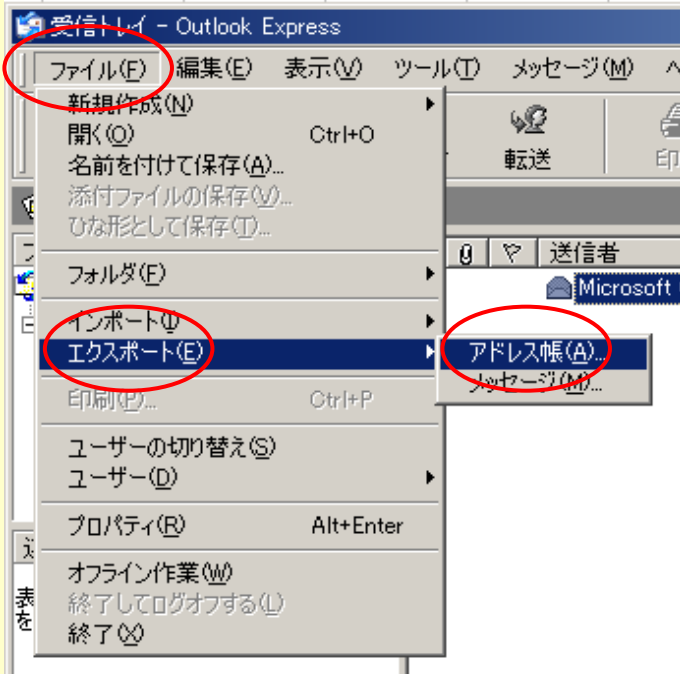 受信トレイ - Outlook Express
ファイル(F) 編集(E) 表示(V) ツール(T) メッセージ(M)
新規作成(N)
開く(O) Ctrl+O
名前を付けて保存(A)...
添付ファイルの保存(V)...
ひな形として保存(T)...
フォルダ(F)
インポート(I)
エクスポート(E)
印刷(P)... Ctrl+P
ユーザーの切り替え(S)
ユーザー(D)
プロパティ(R) Alt+Enter
オフライン作業(W)
終了してログオフする(L)
終了(X)
アドレス帳(A)...
メッセージ(M)...
転送
送信者
Microsoft
表
を